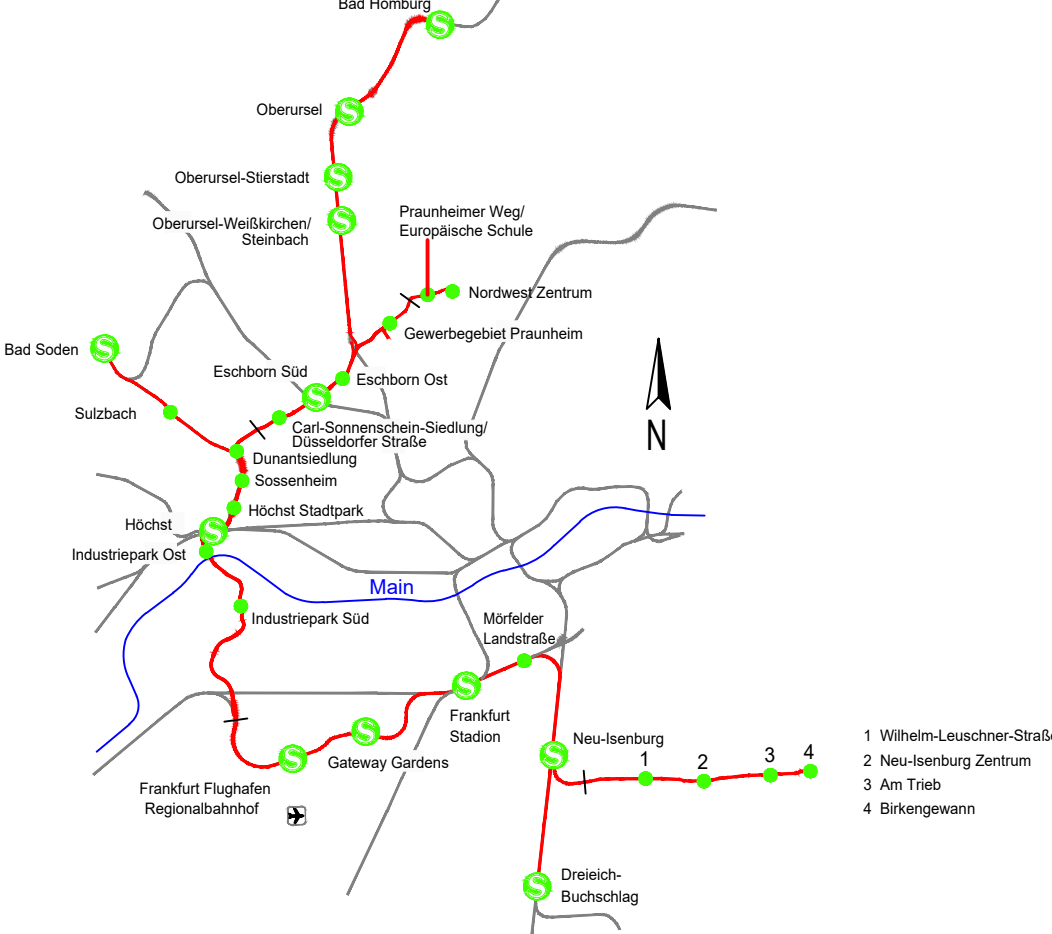 Bad Homburg
Oberursel
Oberursel-Stierstadt
Oberursel-Weißkirchen/
Steinbach
Praunheimer Weg/
Europäische Schule
Nordwest Zentrum
Gewerbegebiet Praunheim
Bad Soden
Eschborn Süd
Eschborn Ost
Sulzbach
Carl-Sonnenschein-Siedlung/
Düsseldorfer Straße
Dunantsiedlung
N
Sossenheim
Höchst Stadtpark
Höchst
Industriepark Ost
Main
Industriepark Süd
Mörfelder
Landstraße
Frankfurt
Stadion
Neu-Isenburg
Gateway Gardens
Frankfurt Flughafen
Regionalbahnhof
1 2 3 4
1 Wilhelm-Leuschner-Straße
2 Neu-Isenburg Zentrum
3 Am Trieb
4 Birkengewann
Dreieich-
Buchschlag
S
S
S
S
S
S
S
S
S
S
S
S